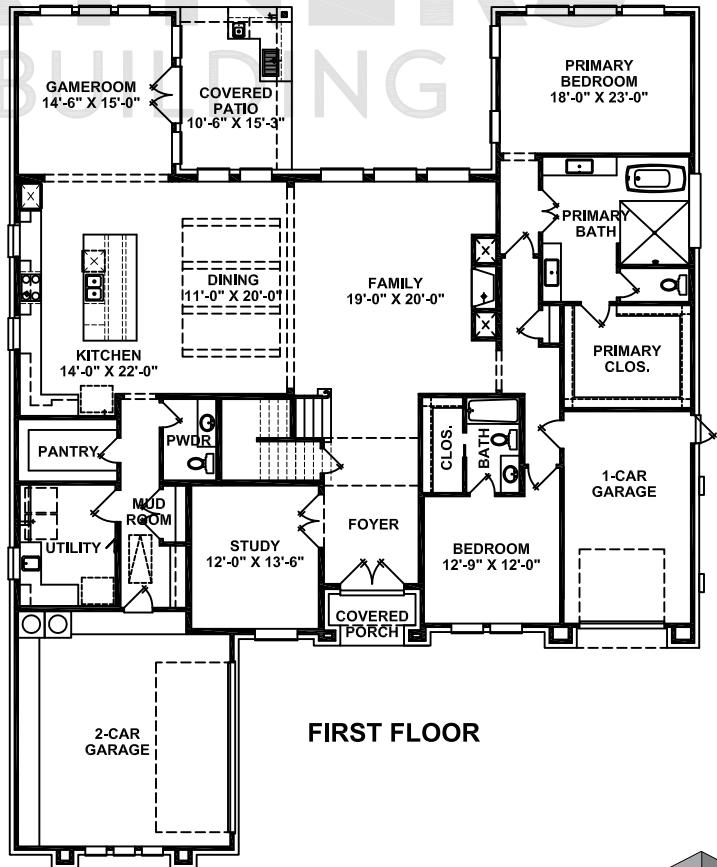 BUILDING
GAMEROOM
14'-6" X 15'-0"
COVERED
PATIO
10'-6" X 15'-3"
PRIMARY
BEDROOM
18'-0" X 23'-0"
PRIMARY
BATH
DINING
11'-0" X 20'-0"
FAMILY
19'-0" X 20'-0"
KITCHEN
14'-0" X 22'-0"
PRIMARY
CLOS.
PANTRY
PWDR
CLOS.
BATH
1-CAR
GARAGE
MUD
ROOM
UTILITY
STUDY
12'-0" X 13'-6"
FOYER
BEDROOM
12'-9" X 12'-0"
COVERED
PORCH
2-CAR
GARAGE
FIRST FLOOR